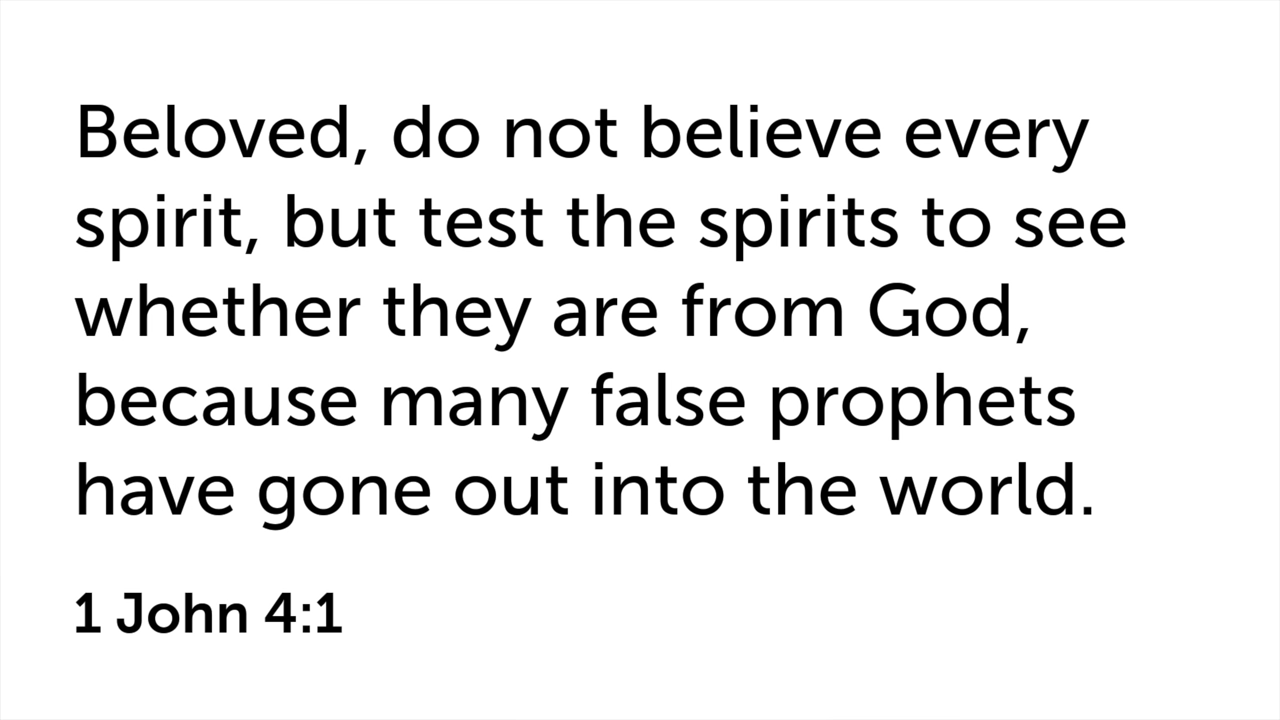 Beloved, do not believe every
spirit, but test the spirits to see
whether they are from God,
because many false prophets
have gone out into the world.
1 John 4:1